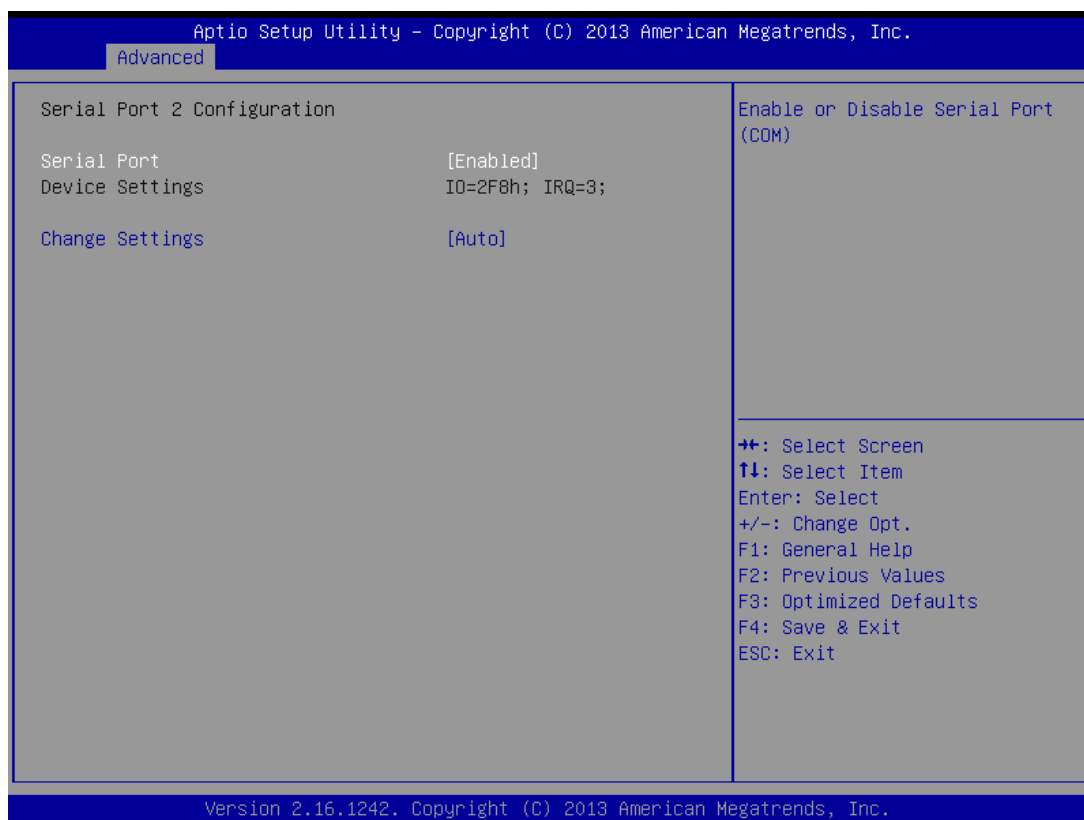 Aptio Setup Utility – Copyright (C) 2013 American Megatrends, Inc.
Advanced
Serial Port 2 Configuration
Serial Port [Enabled]
Device Settings IO=2F8h; IRQ=3;
Change Settings [Auto]
Enable or Disable Serial Port
(COM)
→←: Select Screen
↑↓: Select Item
Enter: Select
+/-: Change Opt.
F1: General Help
F2: Previous Values
F3: Optimized Defaults
F4: Save & Exit
ESC: Exit
Version 2.16.1242. Copyright (C) 2013 American Megatrends, Inc.